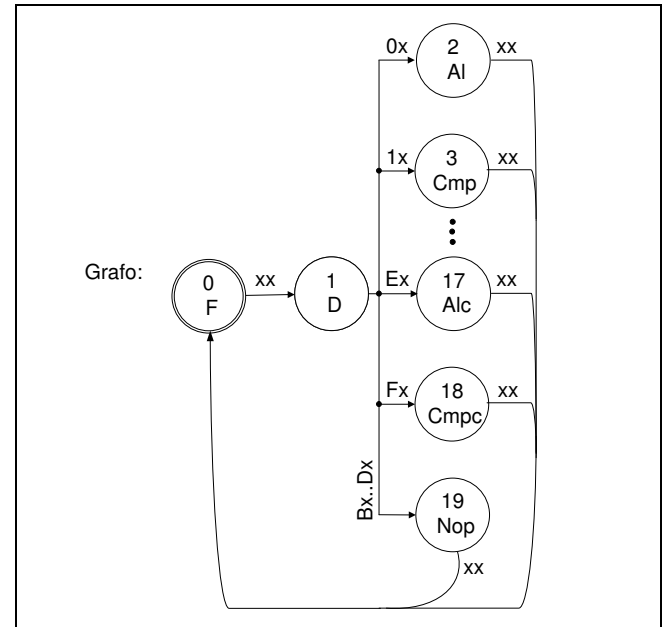 0x
2
Al
xx
1x
3
Cmp
xx
Grafo:
0
F
xx
1
D
Ex
17
Alc
xx
Fx
18
Cmpc
xx
Bx..Dx
19
Nop
xx